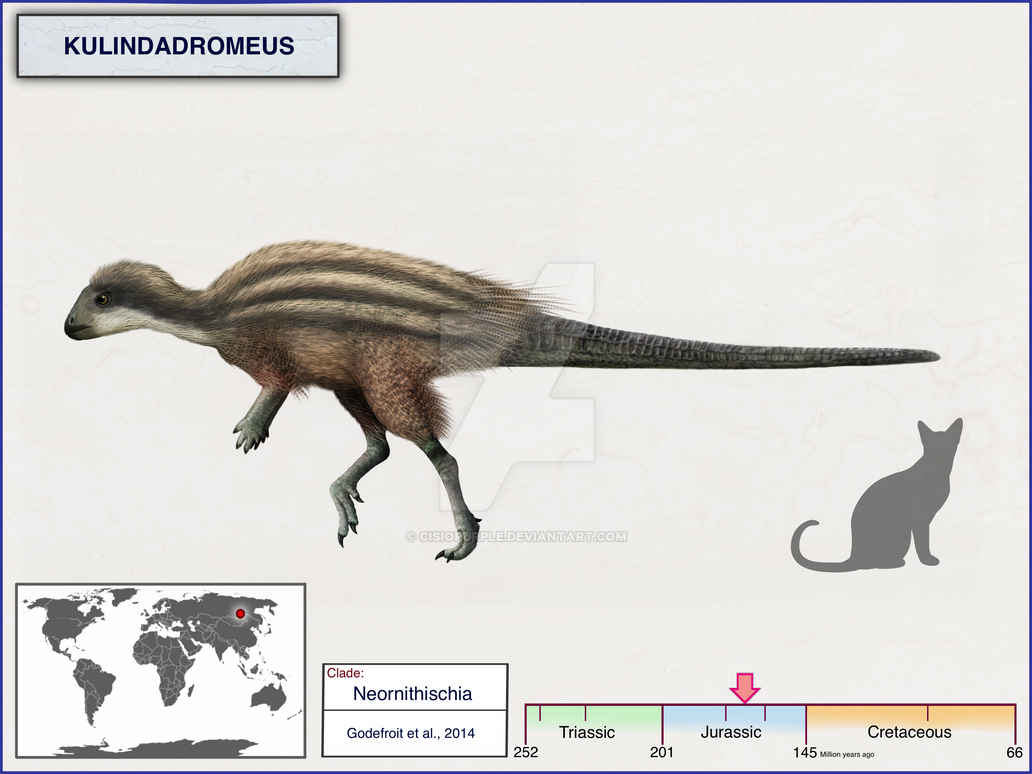 KULINDADROMEUS
© CISIOPURPLE.DEVIANTART.COM
Clade:
Neornithischia
Godefroit et al., 2014
Triassic Jurassic Cretaceous
252 201 145 Million years ago 66